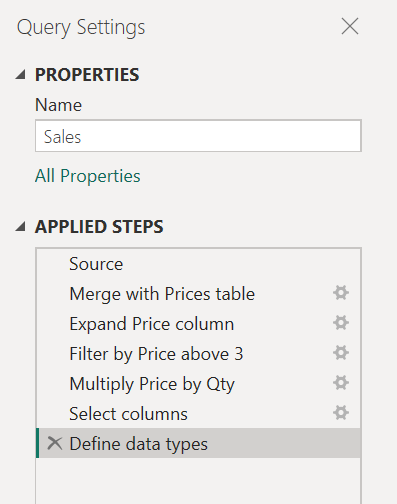 Query Settings
PROPERTIES
Name
Sales
All Properties
APPLIED STEPS
Source
Merge with Prices table
Expand Price column
Filter by Price above 3
Multiply Price by Qty
Select columns
Define data types